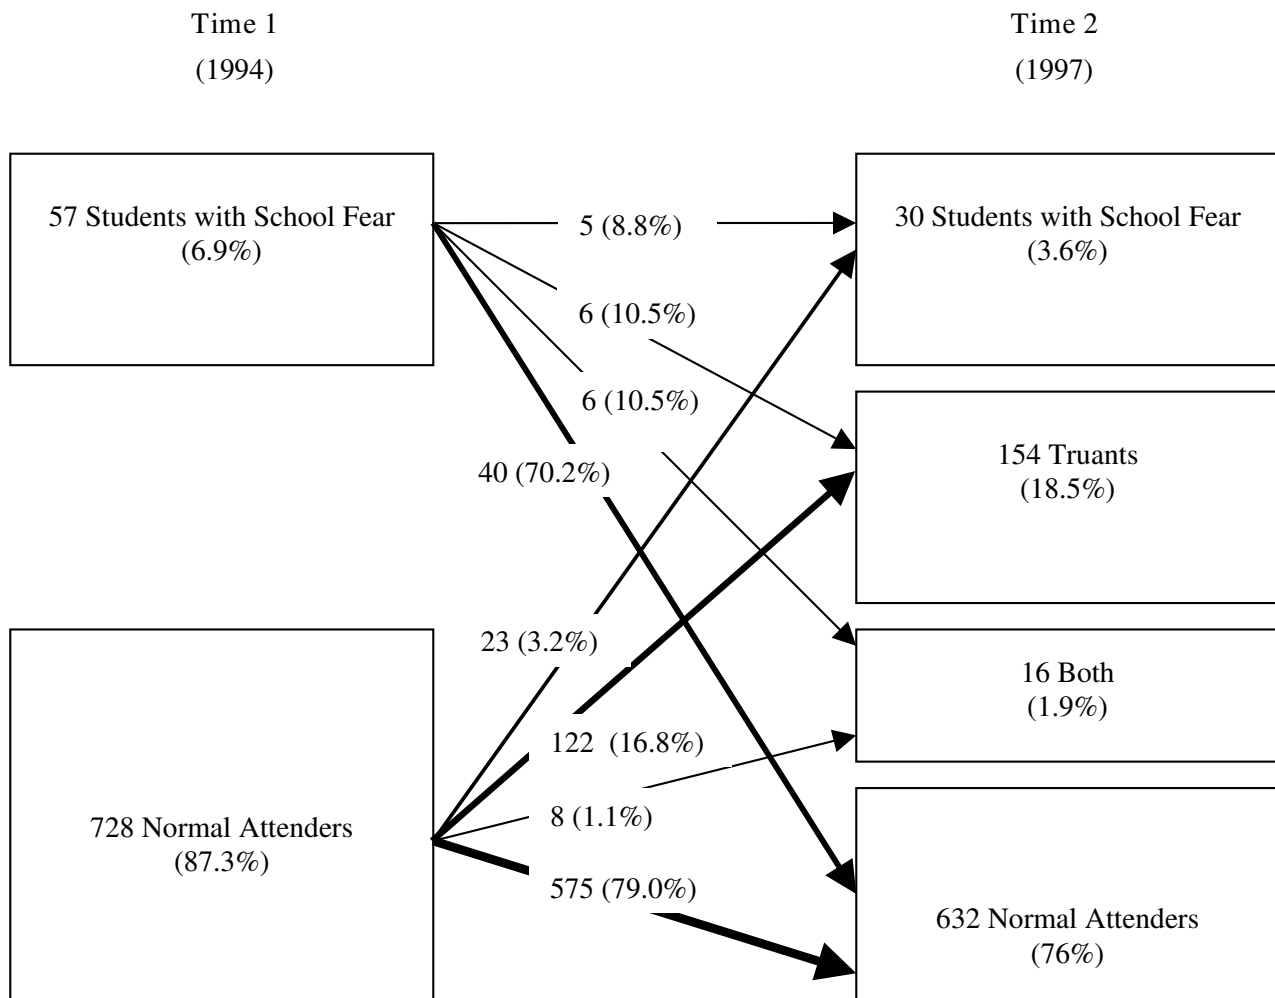 Time 1
(1994)
Time 2
(1997)
57 Students with School Fear
(6.9%)
5 (8.8%)
30 Students with School Fear
(3.6%)
6 (10.5%)
6 (10.5%)
40 (70.2%)
154 Truants
(18.5%)
23 (3.2%)
16 Both
(1.9%)
122 (16.8%)
728 Normal Attenders
(87.3%)
8 (1.1%)
575 (79.0%)
632 Normal Attenders
(76%)